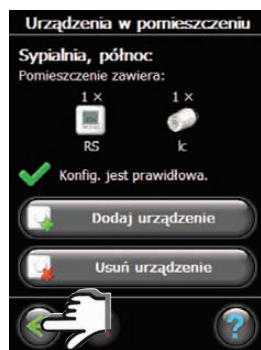 Urządzenia w pomieszczeniu
Sypialnia, północ
Pomieszczenie zawiera:
1 × 1 ×
RS Ic
Konfig. jest prawidłowa.
Dodaj urządzenie
Usuń urządzenie
?